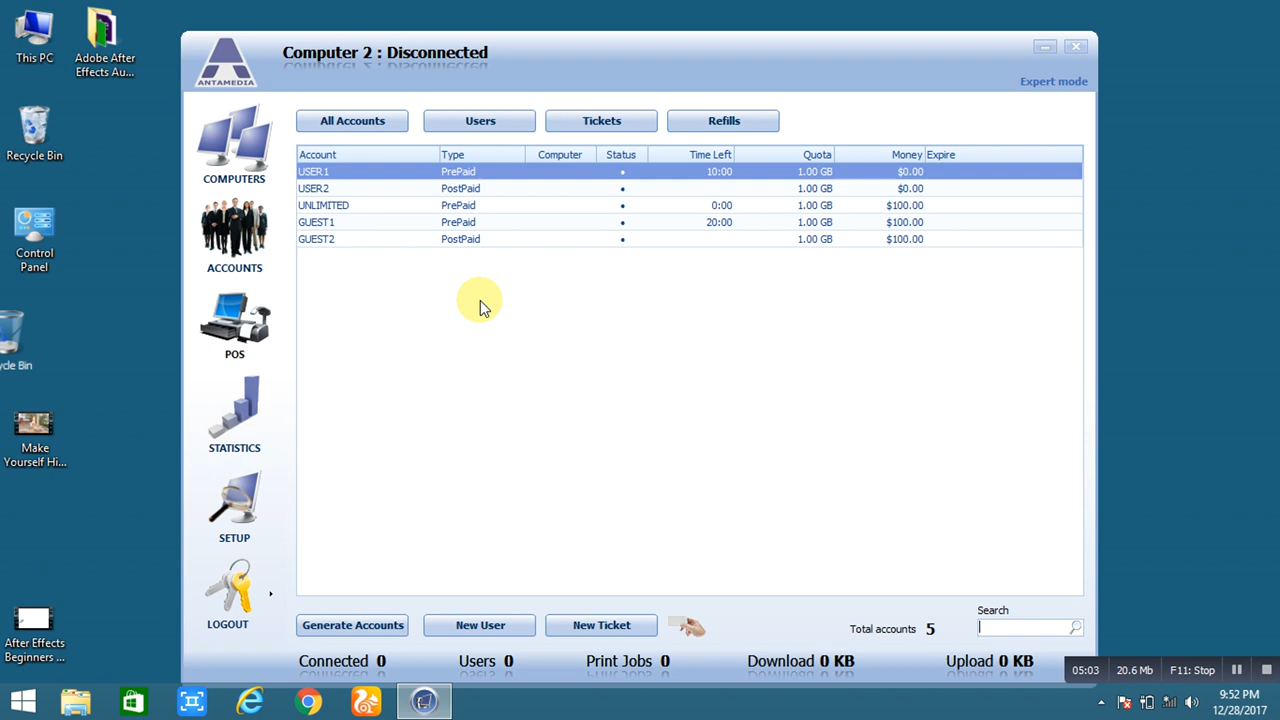 This PC
Adobe After
Effects Au...
Recycle Bin
Control
Panel
cle Bin
Make
Yourself Hi...
After Effects
Beginners ...
ANTAMEDIA
Computer 2 : Disconnected
Expert mode
COMPUTERS
ACCOUNTS
POS
STATISTICS
SETUP
LOGOUT
All Accounts Users Tickets Refills
Account Type Computer Status Time Left Quota Money Expire
USER1 PrePaid • 10:00 1.00 GB $0.00
USER2 PostPaid • 1.00 GB $0.00
UNLIMITED PrePaid • 0:00 1.00 GB $100.00
GUEST1 PrePaid • 20:00 1.00 GB $100.00
GUEST2 PostPaid • 1.00 GB $100.00
Search
Generate Accounts New User New Ticket Total accounts 5
Connected 0 Users 0 Print Jobs 0 Download 0 KB Upload 0 KB
05:03 20.6 Mb F11: Stop
9:52 PM
12/28/2017